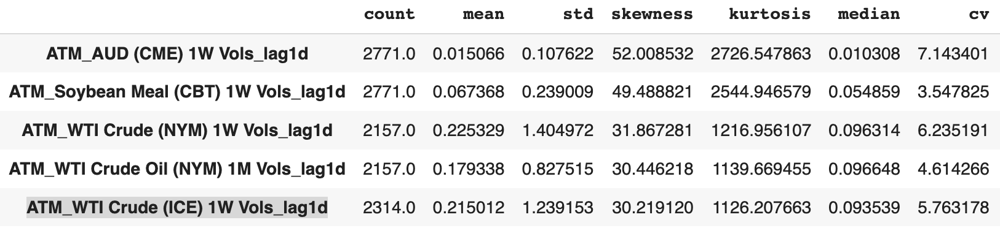 count mean std skewness kurtosis median cv
ATM_AUD (CME) 1W Vols_lag1d 2771.0 0.015066 0.107622 52.008532 2726.547863 0.010308 7.143401
ATM_Soybean Meal (CBT) 1W Vols_lag1d 2771.0 0.067368 0.239009 49.488821 2544.946579 0.054859 3.547825
ATM_WTI Crude (NYM) 1W Vols_lag1d 2157.0 0.225329 1.404972 31.867281 1216.956107 0.096314 6.235191
ATM_WTI Crude Oil (NYM) 1M Vols_lag1d 2157.0 0.179338 0.827515 30.446218 1139.669455 0.096648 4.614266
ATM_WTI Crude (ICE) 1W Vols_lag1d 2314.0 0.215012 1.239153 30.219120 1126.207663 0.093539 5.763178